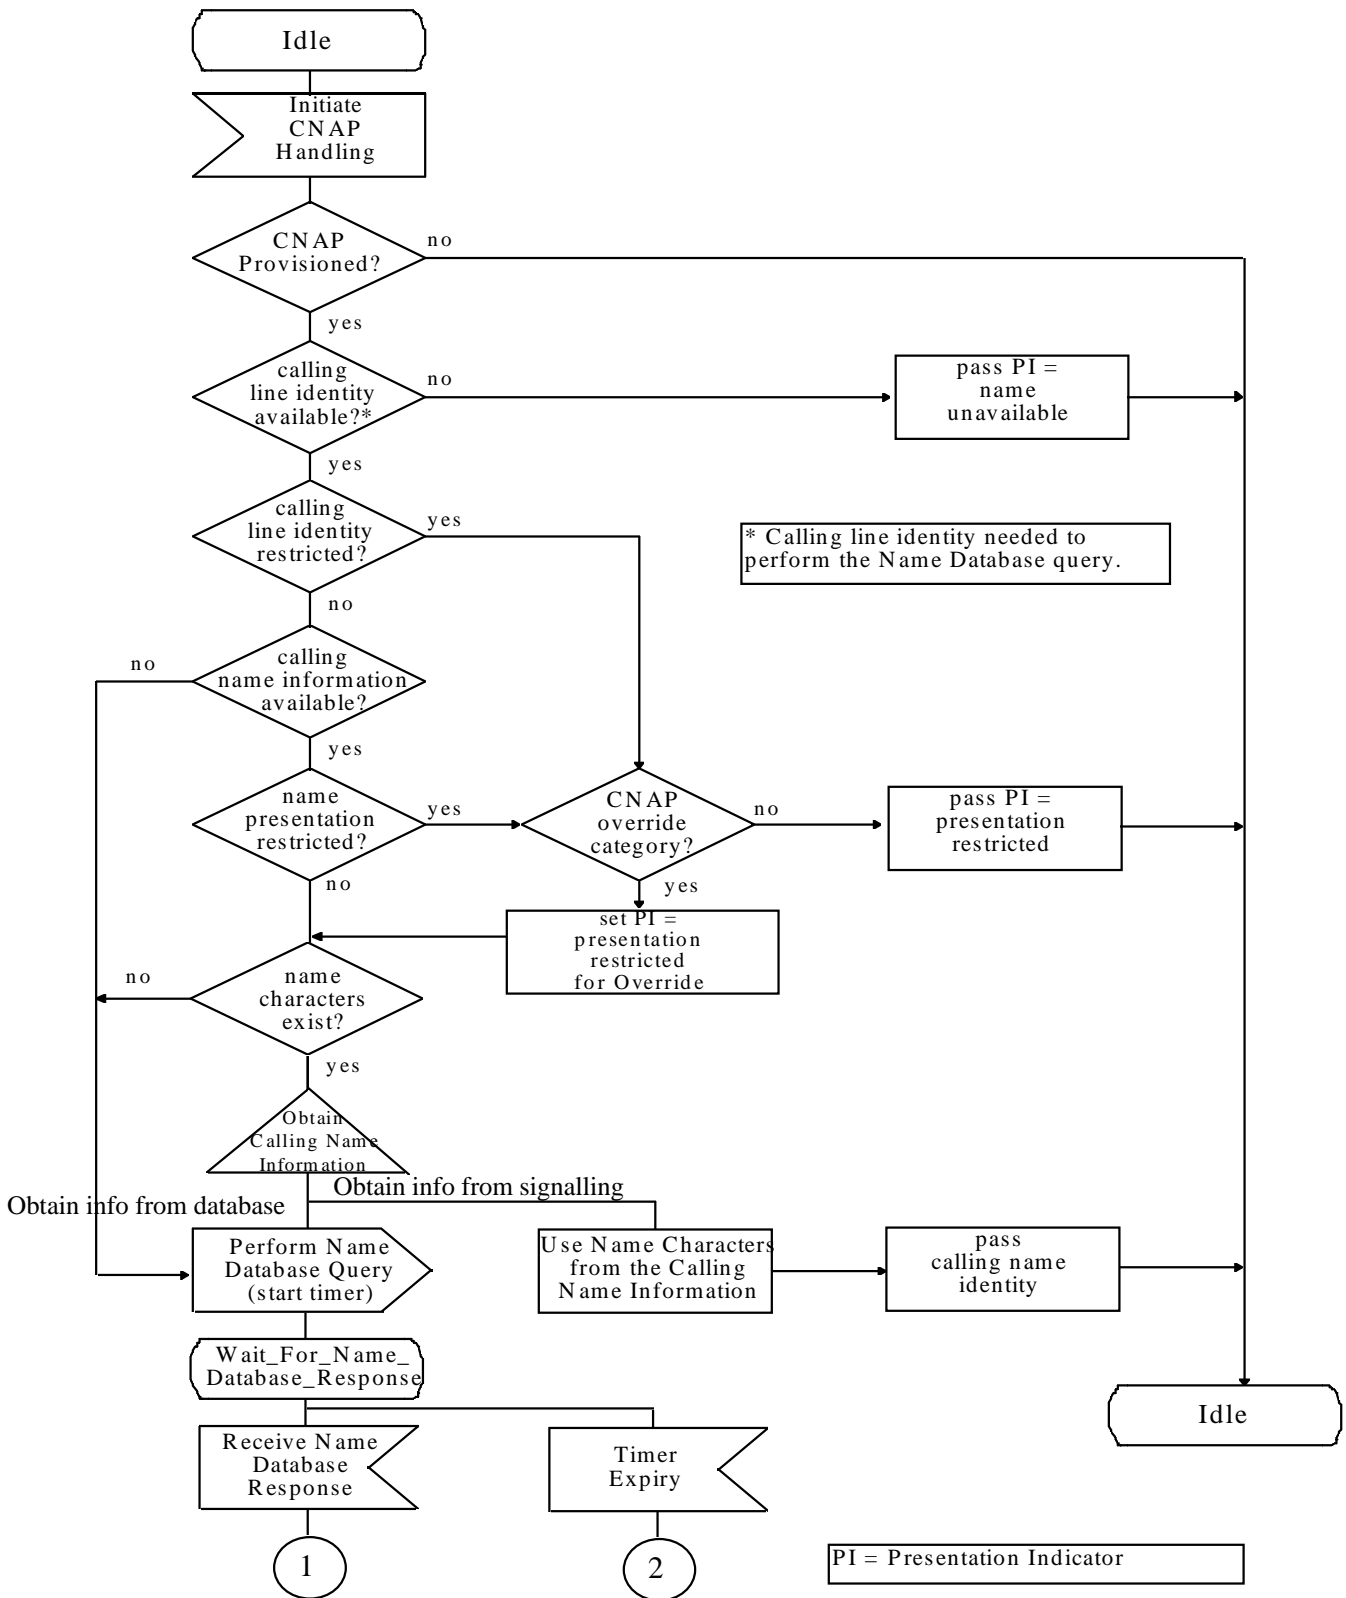 Idle
Initiate
CNAP
Handling
CNAP
Provisioned?
no
yes
calling
line identity
available?*
no
pass PI =
name
unavailable
yes
calling
line identity
restricted?
yes
* Calling line identity needed to
perform the Name Database query.
no
calling
name information
available?
no
yes
name
presentation
restricted?
yes
CNAP
override
category?
no
pass PI =
presentation
restricted
no
yes
set PI =
presentation
restricted
for Override
name
characters
exist?
no
yes
Obtain
Calling Name
Information
Obtain info from signalling
Obtain info from database
Perform Name
Database Query
(start timer)
Use Name Characters
from the Calling
Name Information
pass
calling name
identity
Wait_For_Name_
Database_Response
Idle
Receive Name
Database
Response
Timer
Expiry
1
2
PI = Presentation Indicator